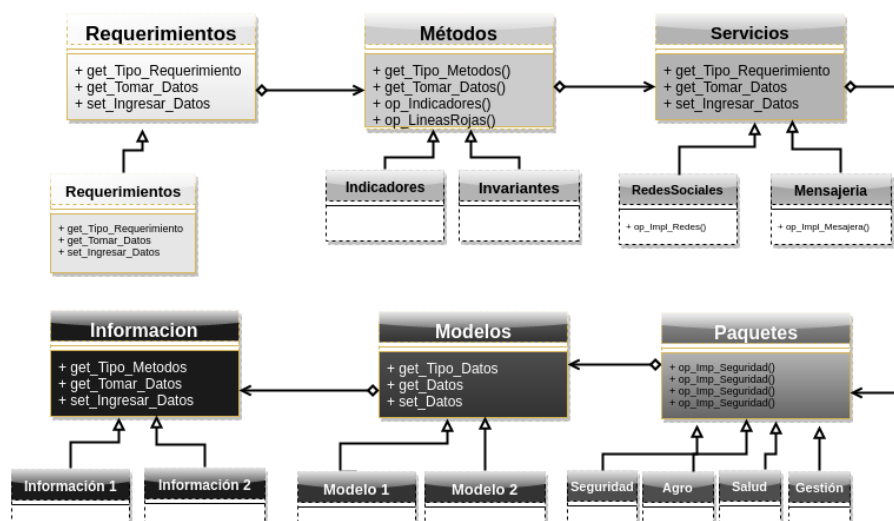 Requerimientos
+ get_Tipo_Requerimiento
+ get_Tomar_Datos
+ set_Ingresar_Datos
Métodos
+ get_Tipo_Metodos()
+ get_Tomar_Datos()
+ op_Indicadores()
+ op_LineasRojas()
Servicios
+ get_Tipo_Requerimiento
+ get_Tomar_Datos
+ set_Ingresar_Datos
Requerimientos
+ get_Tipo_Requerimiento
+ get_Tomar_Datos
+ set_Ingresar_Datos
Indicadores
Invariantes
RedesSociales
+ op_Impl_Redes()
Mensajeria
+ op_Impl_Mesajera()
Informacion
+ get_Tipo_Metodos
+ get_Tomar_Datos
+ set_Ingresar_Datos
Modelos
+ get_Tipo_Datos
+ get_Datos
+ set_Datos
Paquetes
+ op_Imp_Seguridad()
+ op_Imp_Seguridad()
+ op_Imp_Seguridad()
+ op_Imp_Seguridad()
Información 1
Información 2
Modelo 1
Modelo 2
Seguridad
Agro
Salud
Gestión